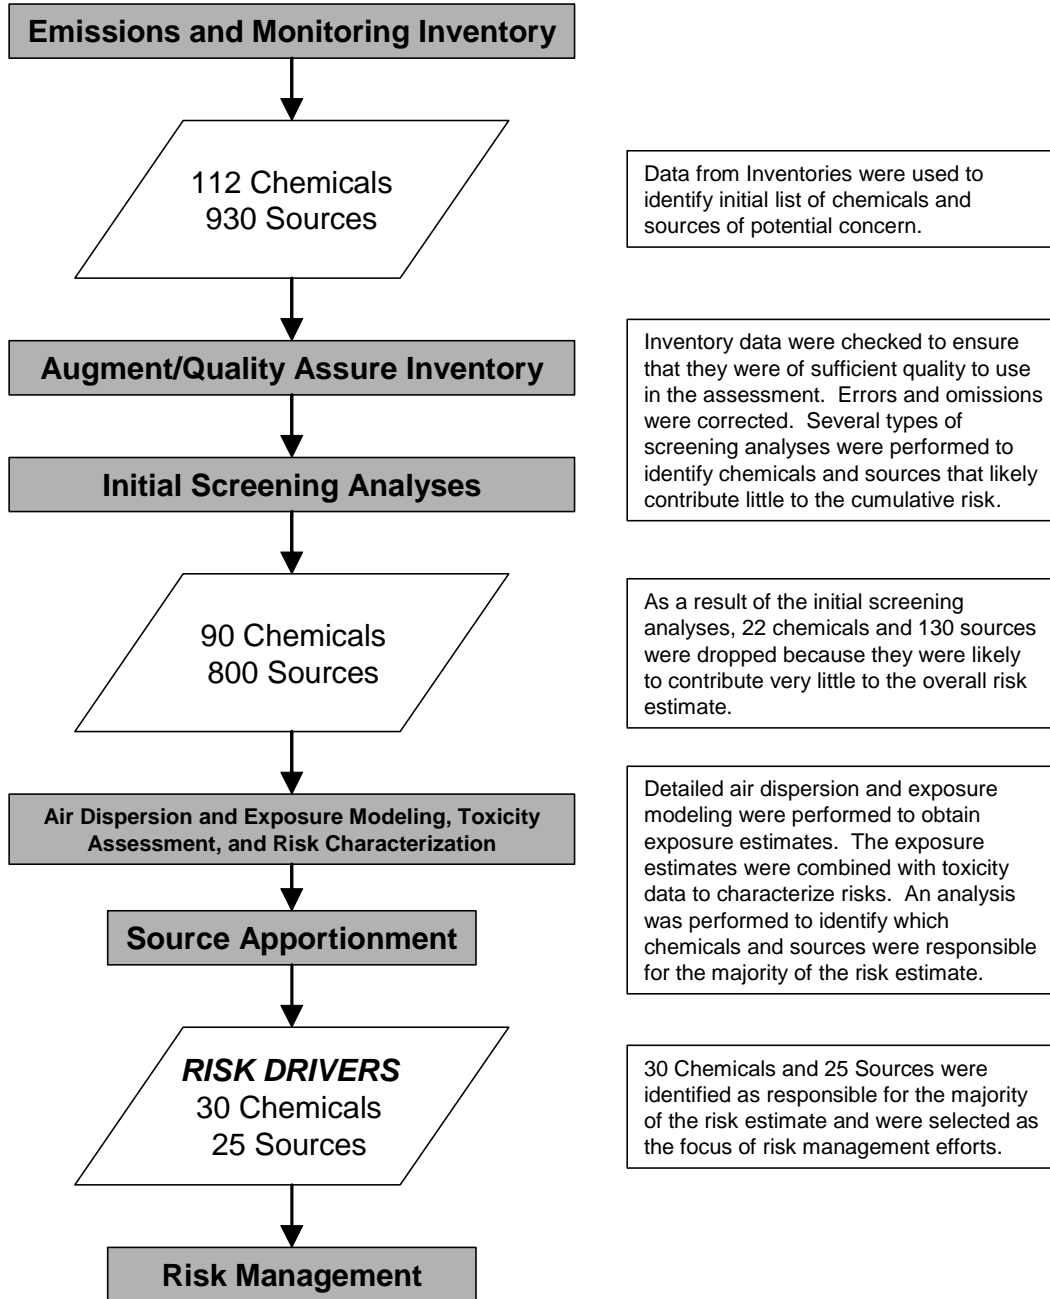 Emissions and Monitoring Inventory
112 Chemicals
930 Sources
Data from Inventories were used to
identify initial list of chemicals and
sources of potential concern.
Augment/Quality Assure Inventory
Initial Screening Analyses
Inventory data were checked to ensure
that they were of sufficient quality to use
in the assessment.  Errors and omissions
were corrected.  Several types of
screening analyses were performed to
identify chemicals and sources that likely
contribute little to the cumulative risk.
90 Chemicals
800 Sources
As a result of the initial screening
analyses, 22 chemicals and 130 sources
were dropped because they were likely
to contribute very little to the overall risk
estimate.
Air Dispersion and Exposure Modeling, Toxicity
Assessment, and Risk Characterization
Source Apportionment
Detailed air dispersion and exposure
modeling were performed to obtain
exposure estimates.  The exposure
estimates were combined with toxicity
data to characterize risks.  An analysis
was performed to identify which
chemicals and sources were responsible
for the majority of the risk estimate.
RISK DRIVERS
30 Chemicals
25 Sources
30 Chemicals and 25 Sources were
identified as responsible for the majority
of the risk estimate and were selected as
the focus of risk management efforts.
Risk Management